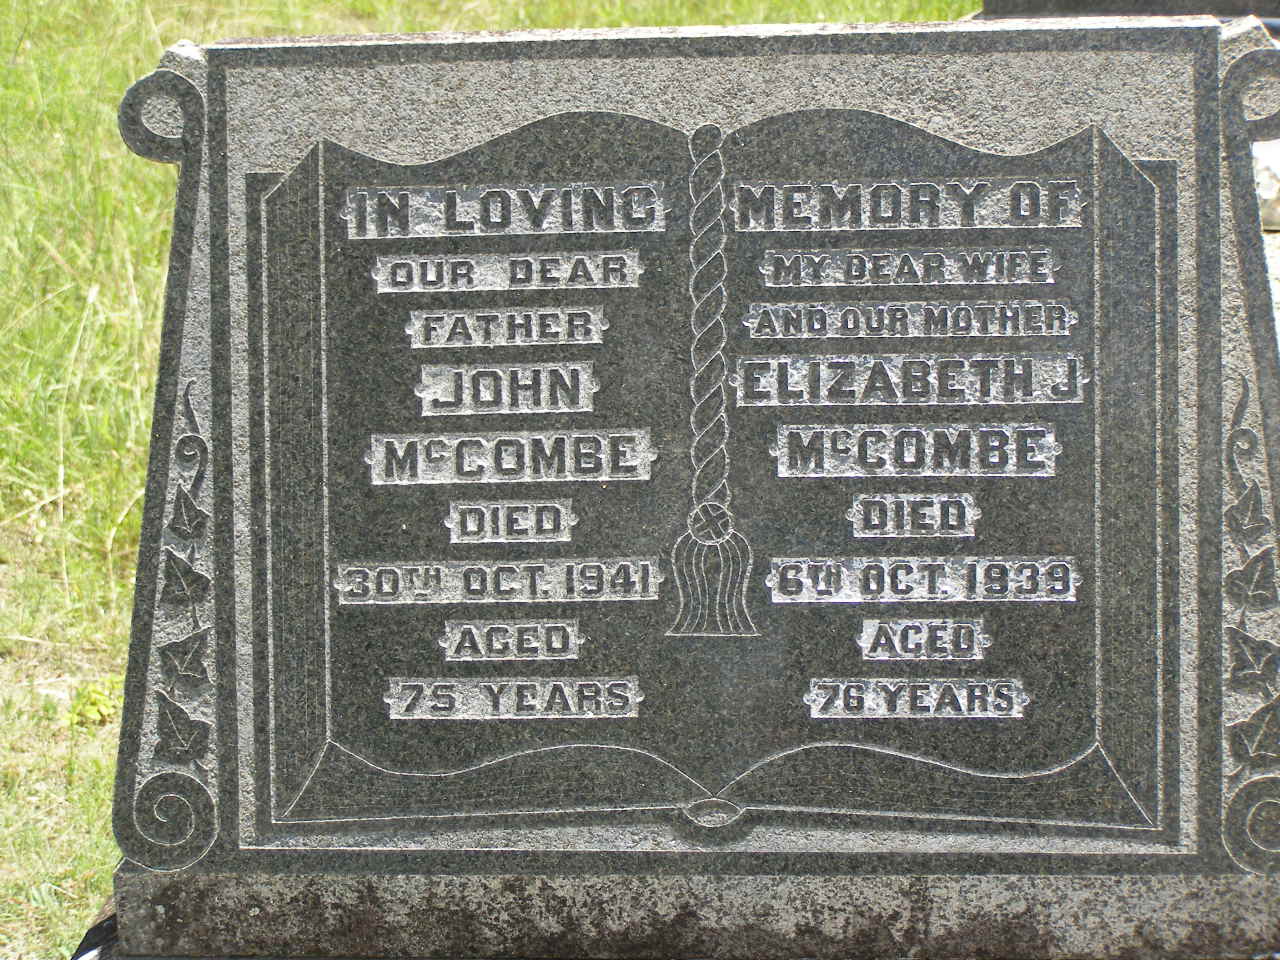 IN LOVING MEMORY OF
OUR DEAR
FATHER
JOHN
McCOMBE
DIED
30TH OCT. 1941
AGED
75 YEARS
MY DEAR WIFE
AND OUR MOTHER
ELIZABETH J
McCOMBE
DIED
6TH OCT. 1939
AGED
76 YEARS